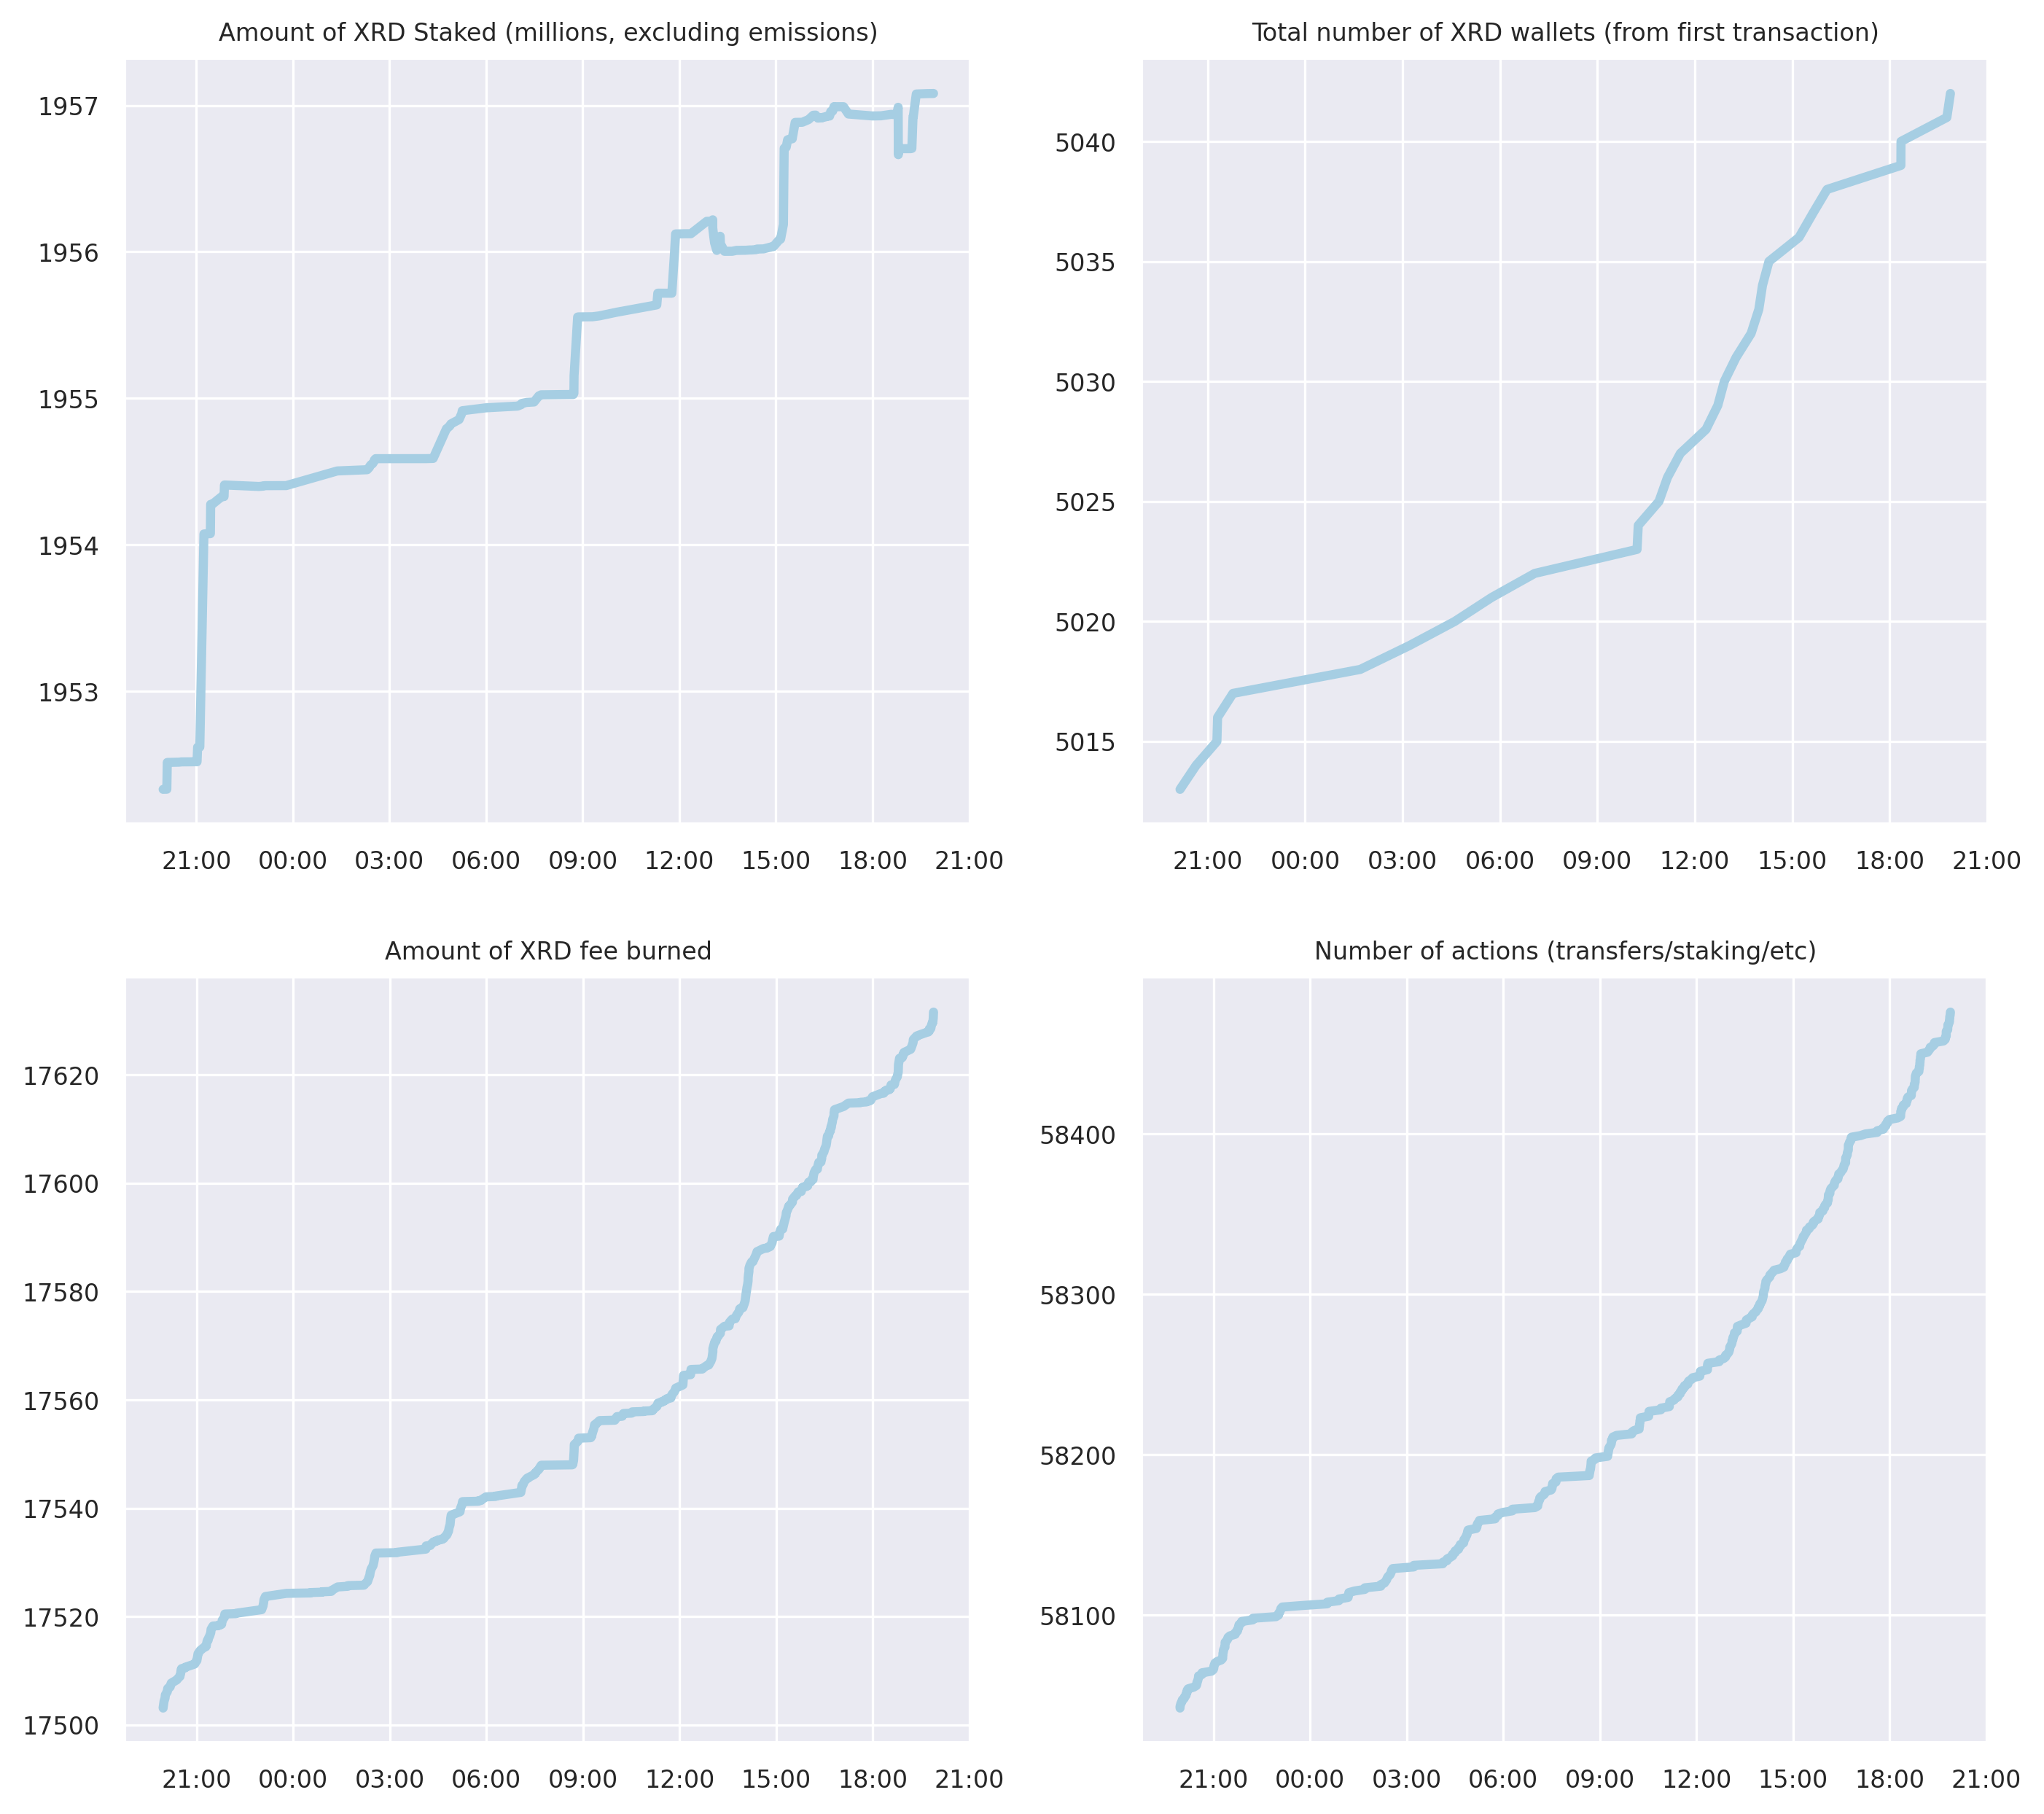 Amount of XRD Staked (millions, excluding emissions)
1957
1956
1955
1954
1953
21:00 00:00 03:00 06:00 09:00 12:00 15:00 18:00 21:00
Total number of XRD wallets (from first transaction)
5040
5035
5030
5025
5020
5015
21:00 00:00 03:00 06:00 09:00 12:00 15:00 18:00 21:00
Amount of XRD fee burned
17620
17600
17580
17560
17540
17520
17500
21:00 00:00 03:00 06:00 09:00 12:00 15:00 18:00 21:00
Number of actions (transfers/staking/etc)
58400
58300
58200
58100
21:00 00:00 03:00 06:00 09:00 12:00 15:00 18:00 21:00